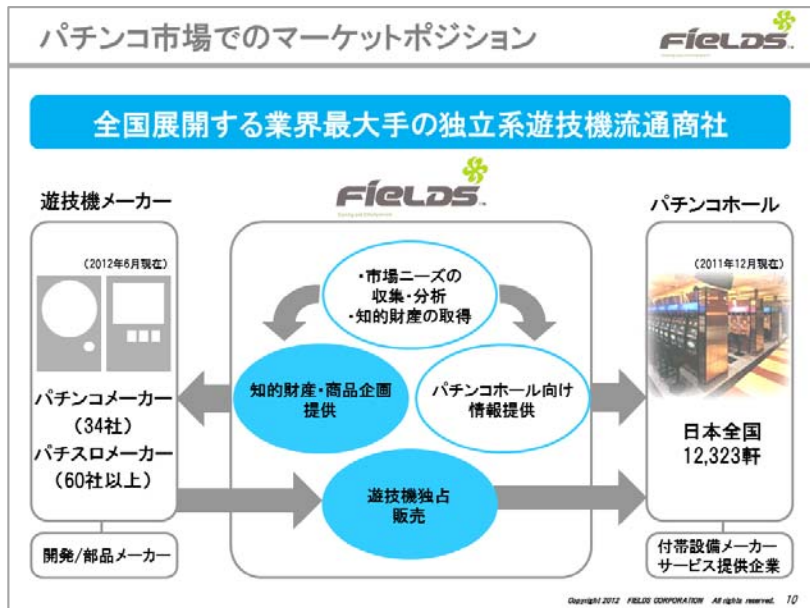 パチンコ市場でのマーケットポジション
FIELDS
全国展開する業界最大手の独立系遊技機流通商社
遊技機メーカー
(2012年6月現在)
パチンコメーカー
(34社)
パチスロメーカー
(60社以上)
開発/部品メーカー
FIELDS
・市場ニーズの
収集・分析
・知的財産の取得
知的財産・商品企画
提供
パチンコホール向け
情報提供
遊技機独占
販売
パチンコホール
(2011年12月現在)
日本全国
12,323軒
付帯設備メーカー
サービス提供企業
Copyright 2012 FIELDS CORPORATION All rights reserved. 10